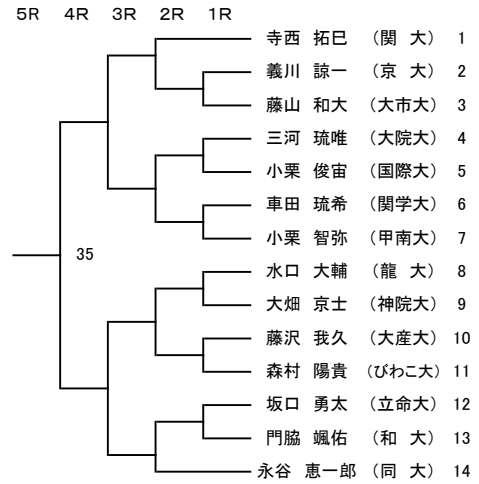 5R 4R 3R 2R 1R
寺西 拓巳 (関 大) 1
義川 諒一 (京 大) 2
藤山 和大 (大市大) 3
三河 琉唯 (大院大) 4
小栗 俊宙 (国際大) 5
車田 琉希 (関学大) 6
小栗 智弥 (甲南大) 7
35
水口 大輔 (龍 大) 8
大畑 京士 (神院大) 9
藤沢 我久 (大産大) 10
森村 陽貴 (びわこ大) 11
坂口 勇太 (立命大) 12
門脇 颯佑 (和 大) 13
永谷 恵一郎 (同 大) 14